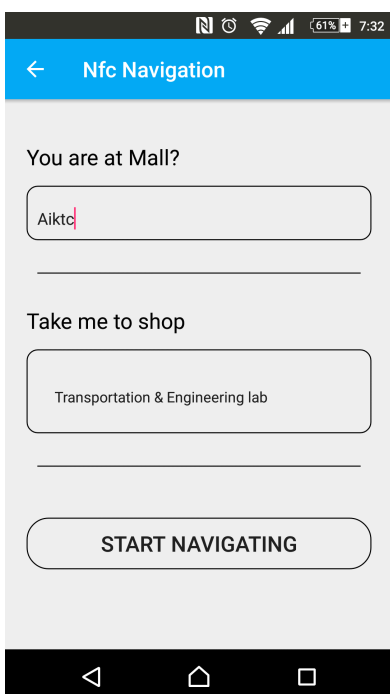 61% 7:32
Nfc Navigation
You are at Mall?
Aiktc
Take me to shop
Transportation & Engineering lab
START NAVIGATING